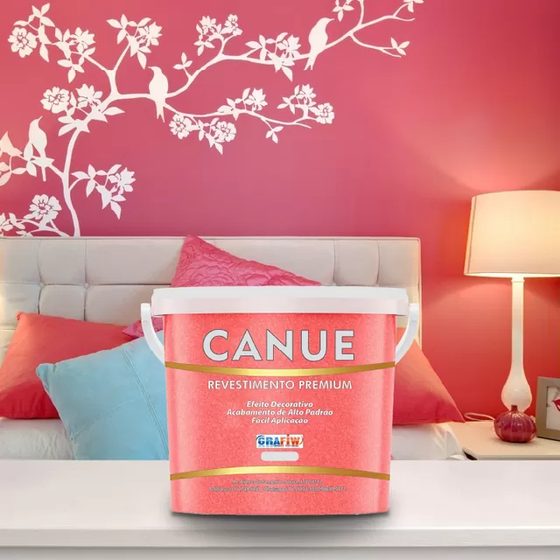 CANUE
REVESTIMENTO PREMIUM
Efeito Decorativo
Acabamento de Alto Padrão
Fácil Aplicação
GRAFIW